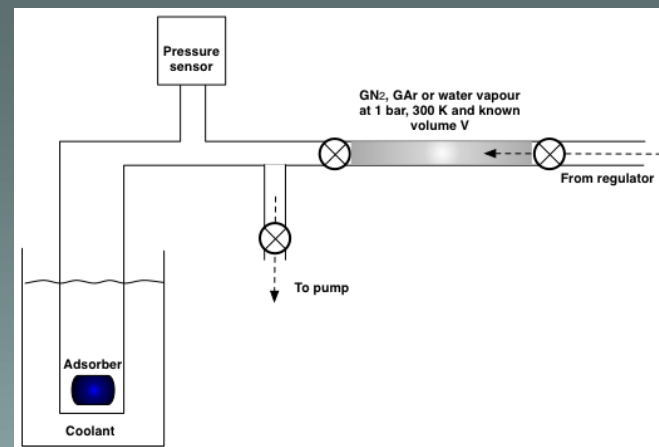 Pressure
sensor
GN2, GAr or water vapour
at 1 bar, 300 K and known
volume V
From regulator
To pump
Adsorber
Coolant